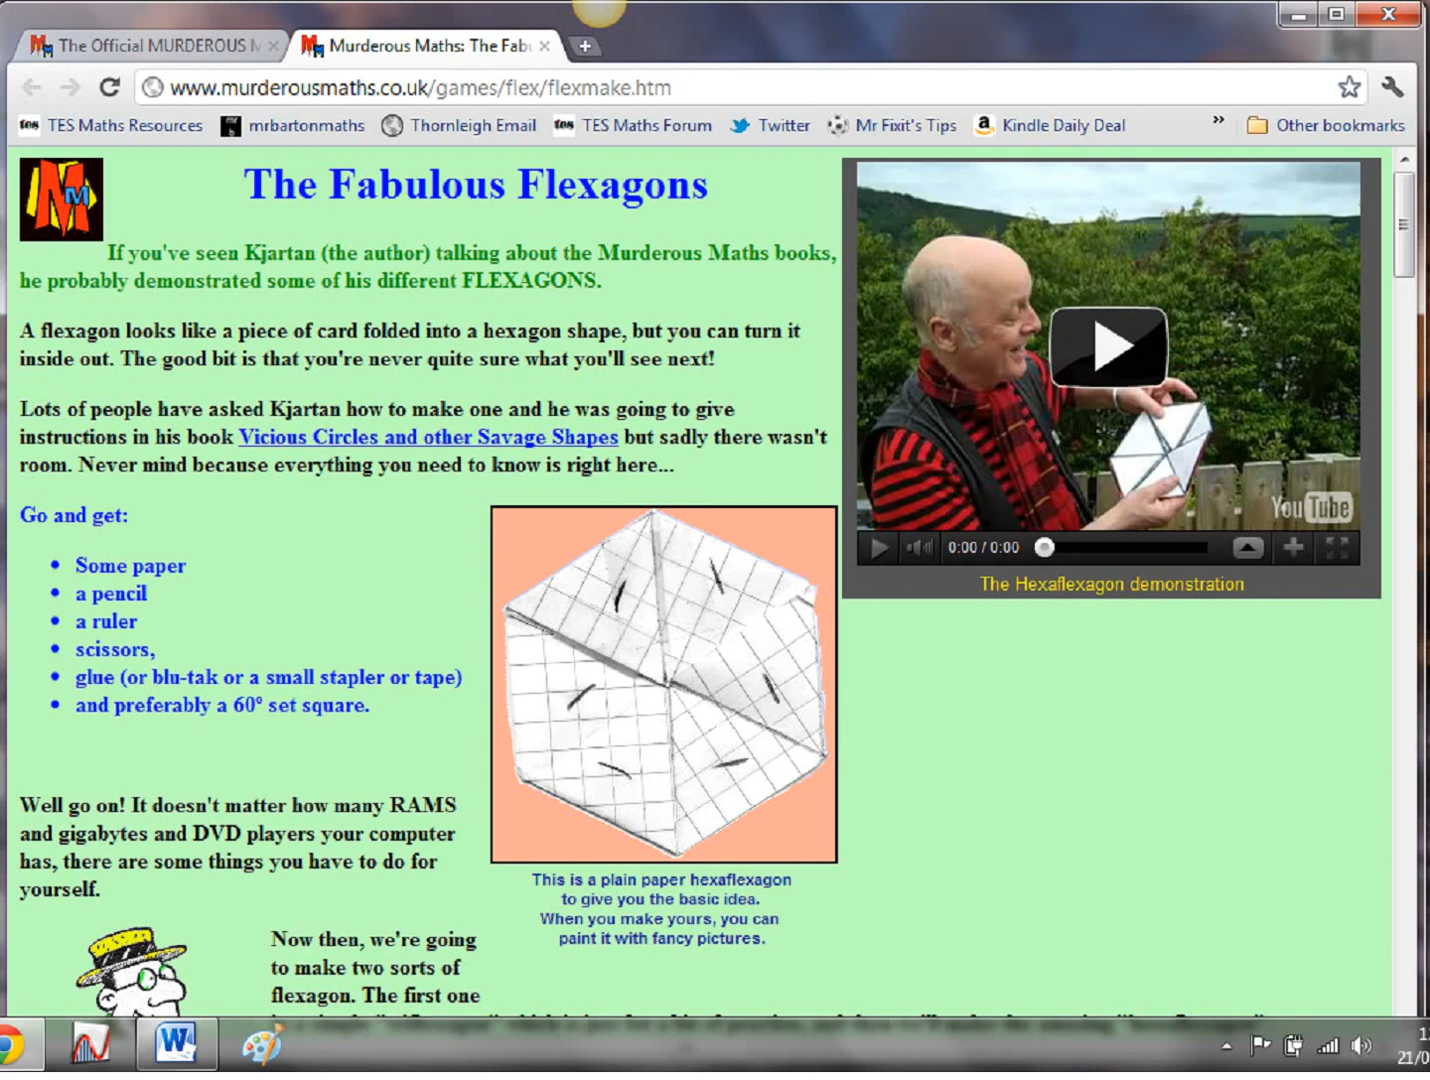 The Official MURDEROUS M
Murderous Maths: The Fab
www.murderousmaths.co.uk/games/flex/flexmake.htm
tes TES Maths Resources mrbartonmaths Thornleigh Email tes TES Maths Forum Twitter Mr Fixit's Tips Kindle Daily Deal » Other bookmarks
The Fabulous Flexagons
If you've seen Kjartan (the author) talking about the Murderous Maths books,
he probably demonstrated some of his different FLEXAGONS.
A flexagon looks like a piece of card folded into a hexagon shape, but you can turn it
inside out. The good bit is that you're never quite sure what you'll see next!
Lots of people have asked Kjartan how to make one and he was going to give
instructions in his book Vicious Circles and other Savage Shapes but sadly there wasn't
room. Never mind because everything you need to know is right here...
YouTube
0:00 / 0:00
The Hexaflexagon demonstration
Go and get:
• Some paper
• a pencil
• a ruler
• scissors,
• glue (or blu-tak or a small stapler or tape)
• and preferably a 60º set square.
Well go on! It doesn't matter how many RAMS
and gigabytes and DVD players your computer
has, there are some things you have to do for
yourself.
This is a plain paper hexaflexagon
to give you the basic idea.
When you make yours, you can
paint it with fancy pictures.
Now then, we're going
to make two sorts of
flexagon. The first one
21/0